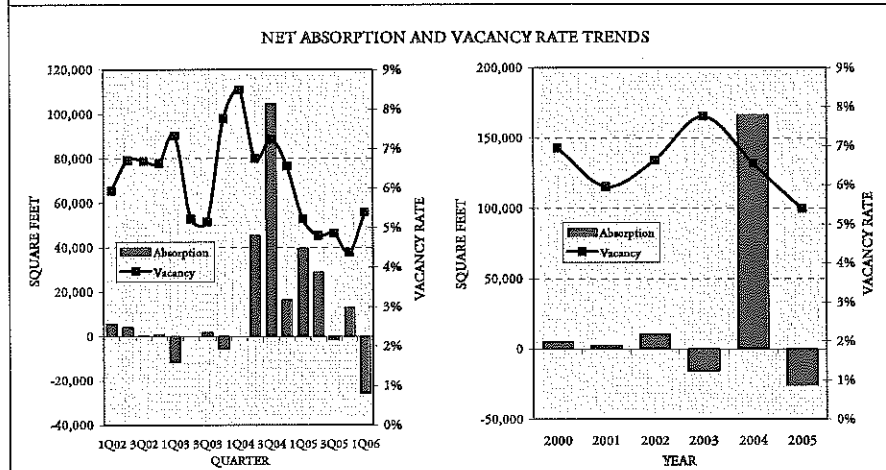 NET ABSORPTION AND VACANCY RATE TRENDS
120,000
100,000
80,000
60,000
40,000
20,000
0
-20,000
-40,000
SQUARE FEET
9%
8%
7%
6%
5%
4%
3%
2%
1%
0%
VACANCY RATE
Absorption
Vacancy
1Q02 3Q02 1Q03 3Q03 1Q04 3Q04 1Q05 3Q05 1Q06
QUARTER
200,000
150,000
100,000
50,000
0
-50,000
SQUARE FEET
9%
8%
7%
6%
5%
4%
3%
2%
1%
0%
VACANCY RATE
Absorption
Vacancy
2000 2001 2002 2003 2004 2005
YEAR